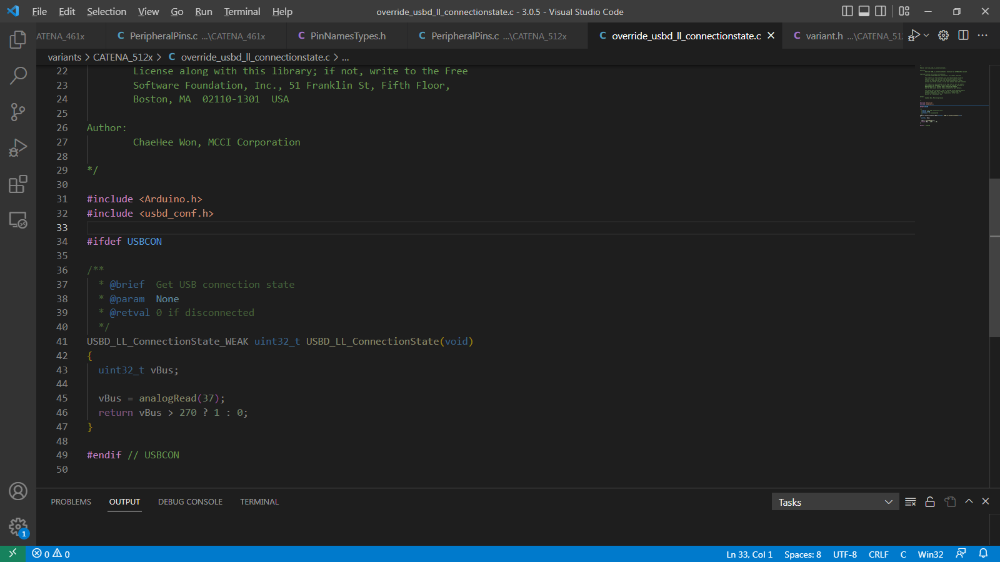 File Edit Selection View Go Run Terminal Help override_usbd_ll_connectionstate.c - 3.0.5 - Visual Studio Code
ATENA_461x C PeripheralPins.c ...\CATENA_461x C PinNamesTypes.h C PeripheralPins.c ...\CATENA_512x C override_usbd_ll_connectionstate.c C variant.h ...\CATENA_512
variants > CATENA_512x > C override_usbd_ll_connectionstate.c > ...
22 License along with this library; if not, write to the Free
23 Software Foundation, Inc., 51 Franklin St, Fifth Floor,
24 Boston, MA 02110-1301 USA
25
26 Author:
27 ChaeHee Won, MCCI Corporation
28
29 */
30
31 #include <Arduino.h>
32 #include <usbd_conf.h>
33
34 #ifdef USBCON
35
36 /**
37 * @brief Get USB connection state
38 * @param None
39 * @retval 0 if disconnected
40 */
41 USBD_LL_ConnectionState_WEAK uint32_t USBD_LL_ConnectionState(void)
42 {
43 uint32_t vBus;
44
45 vBus = analogRead(37);
46 return vBus > 270 ? 1 : 0;
47 }
48
49 #endif // USBCON
50
PROBLEMS OUTPUT DEBUG CONSOLE TERMINAL Tasks
1
0 0 Ln 33, Col 1 Spaces: 8 UTF-8 CRLF C Win32